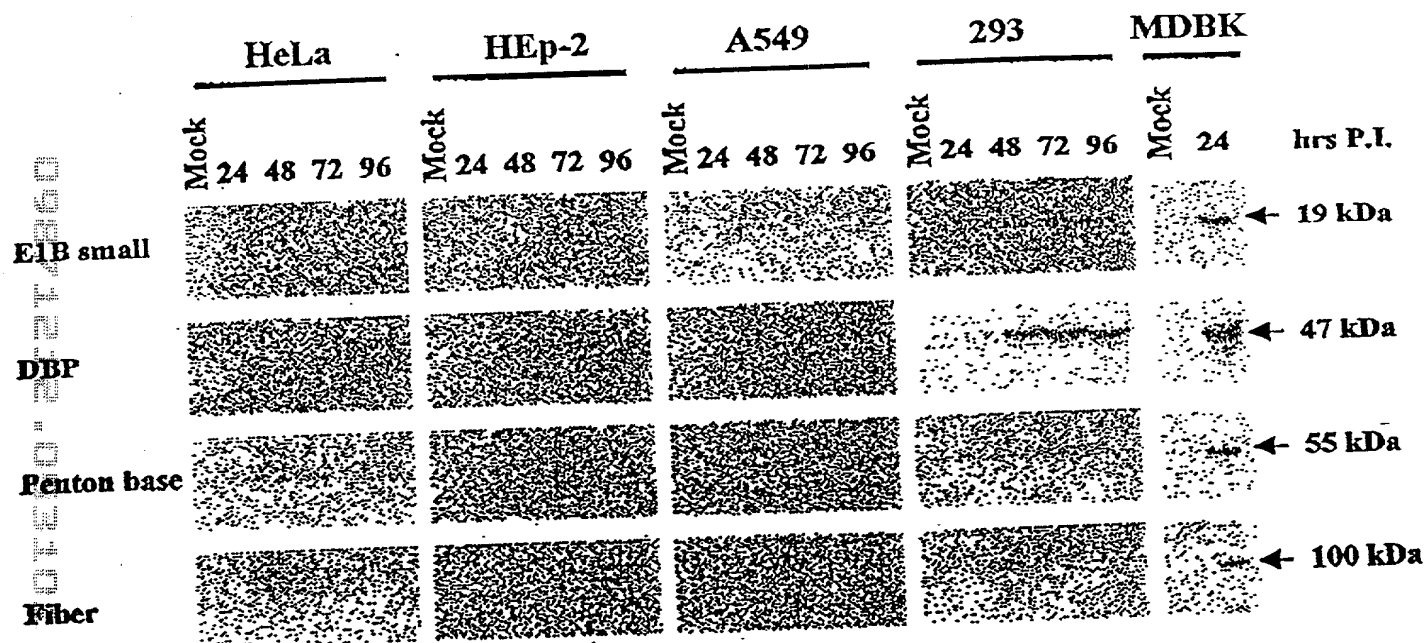 HeLa HEp-2 A549 293 MDBK
Mock 24 48 72 96 Mock 24 48 72 96 Mock 24 48 72 96 Mock 24 48 72 96 Mock 24 hrs P.I.
E1B small 19 kDa
DBP 47 kDa
Penton base 55 kDa
Fiber 100 kDa